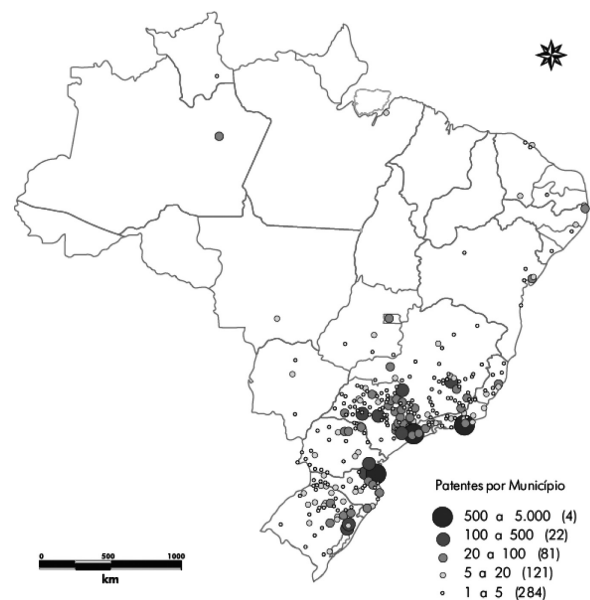 Patentes por Município
500 a 5.000 (4)
100 a 500 (22)
20 a 100 (81)
5 a 20 (121)
1 a 5 (284)
0 500 1000
km